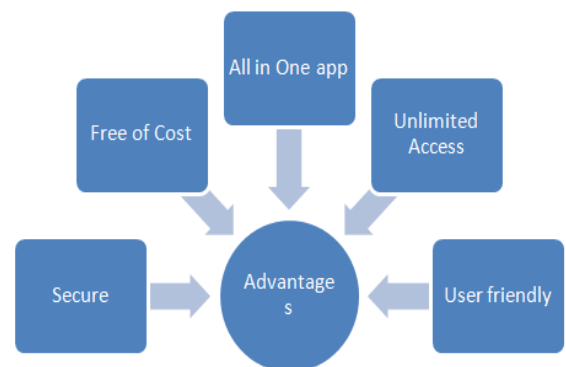 All in One app
Free of Cost
Unlimited
Access
Secure
Advantage
s
User friendly